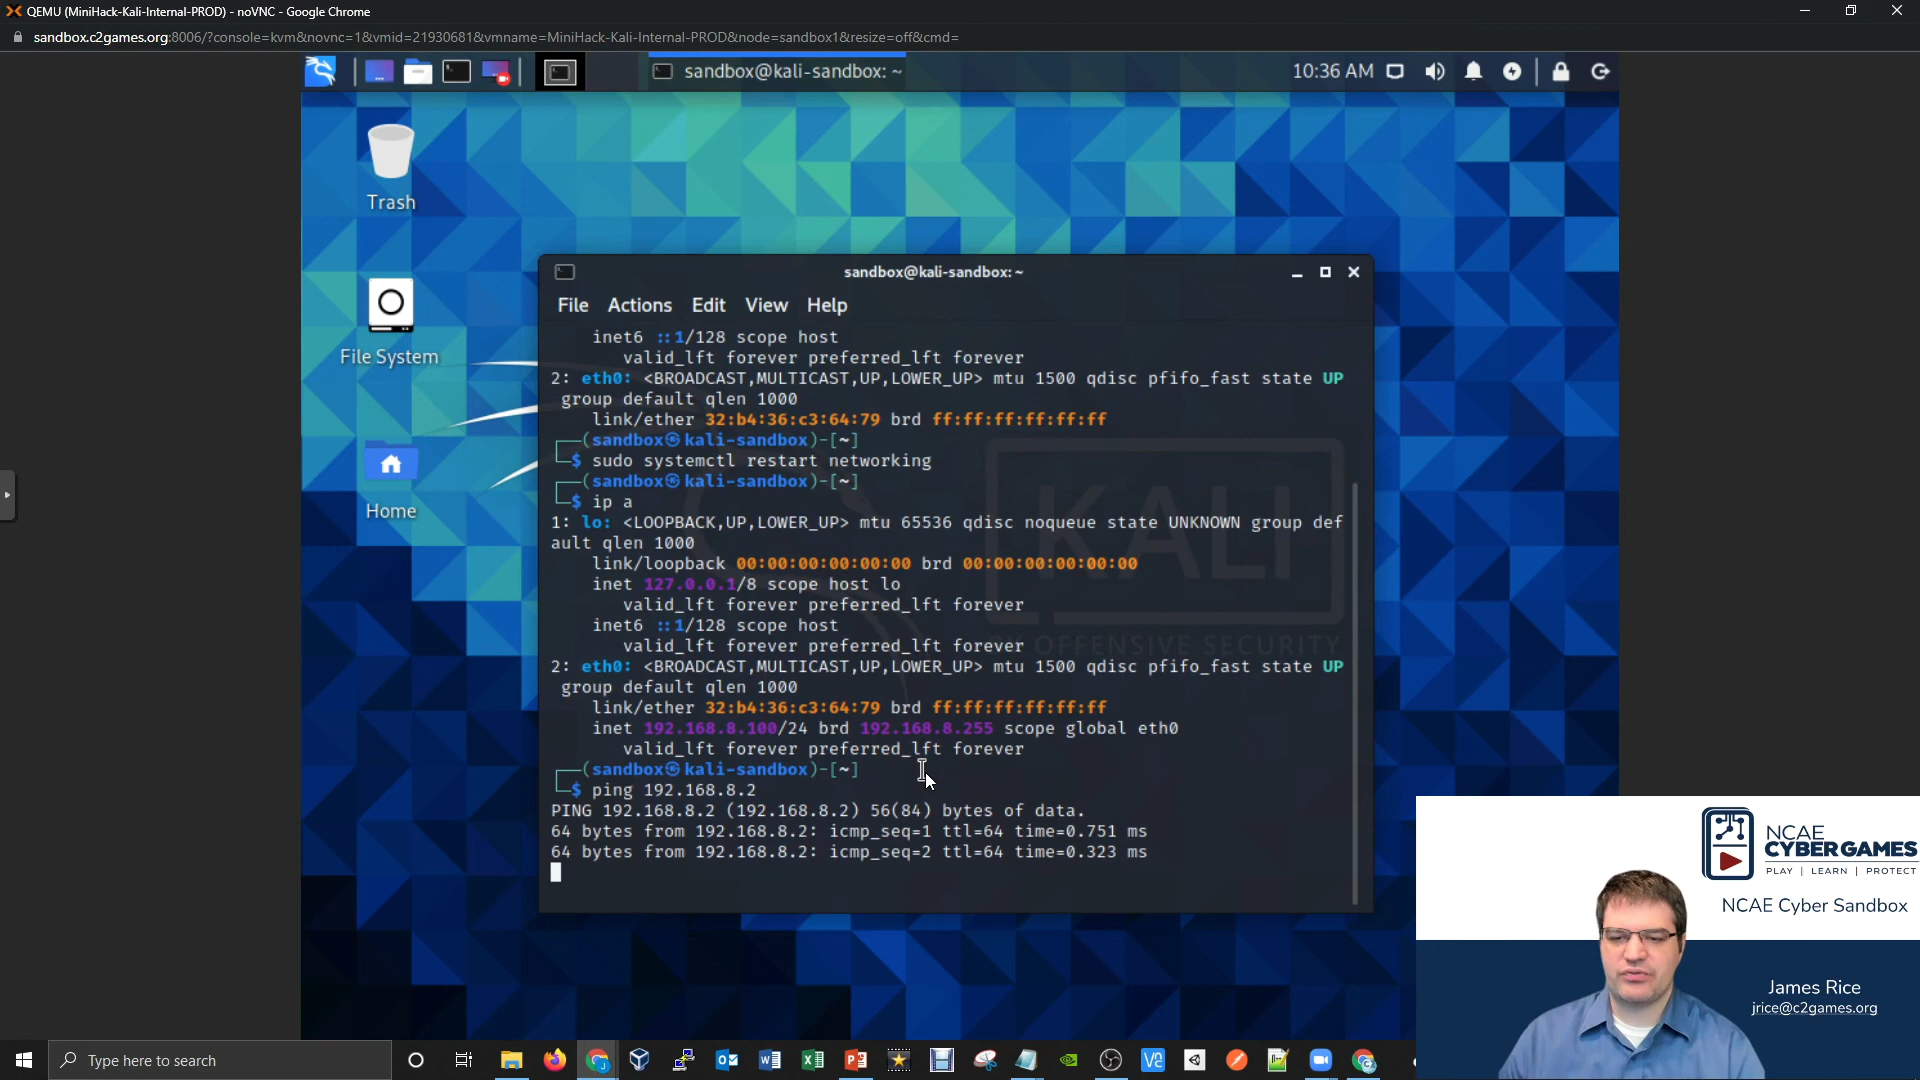 QEMU (MiniHack-Kali-Internal-PROD) - noVNC - Google Chrome
sandbox.c2games.org:8006/?console=kvm&novnc=1&vmid=21930681&vmname=MiniHack-Kali-Internal-PROD&node=sandbox1&resize=off&cmd=
sandbox@kali-sandbox: ~
10:36 AM
Trash
File System
Home
sandbox@kali-sandbox: ~
File Actions Edit View Help
inet6 ::1/128 scope host
valid_lft forever preferred_lft forever
2: eth0: <BROADCAST,MULTICAST,UP,LOWER_UP> mtu 1500 qdisc pfifo_fast state UP
group default qlen 1000
link/ether 32:b4:36:c3:64:79 brd ff:ff:ff:ff:ff:ff
(sandbox㉿kali-sandbox)-[~]
$ sudo systemctl restart networking
(sandbox㉿kali-sandbox)-[~]
$ ip a
1: lo: <LOOPBACK,UP,LOWER_UP> mtu 65536 qdisc noqueue state UNKNOWN group def
ault qlen 1000
link/loopback 00:00:00:00:00:00 brd 00:00:00:00:00:00
inet 127.0.0.1/8 scope host lo
valid_lft forever preferred_lft forever
inet6 ::1/128 scope host
valid_lft forever preferred_lft forever
2: eth0: <BROADCAST,MULTICAST,UP,LOWER_UP> mtu 1500 qdisc pfifo_fast state UP
group default qlen 1000
link/ether 32:b4:36:c3:64:79 brd ff:ff:ff:ff:ff:ff
inet 192.168.8.100/24 brd 192.168.8.255 scope global eth0
valid_lft forever preferred_lft forever
(sandbox㉿kali-sandbox)-[~]
$ ping 192.168.8.2
PING 192.168.8.2 (192.168.8.2) 56(84) bytes of data.
64 bytes from 192.168.8.2: icmp_seq=1 ttl=64 time=0.751 ms
64 bytes from 192.168.8.2: icmp_seq=2 ttl=64 time=0.323 ms
KALI
BY OFFENSIVE SECURITY
NCAE
CYBERGAMES
PLAY | LEARN | PROTECT
NCAE Cyber Sandbox
James Rice
jrice@c2games.org
Type here to search